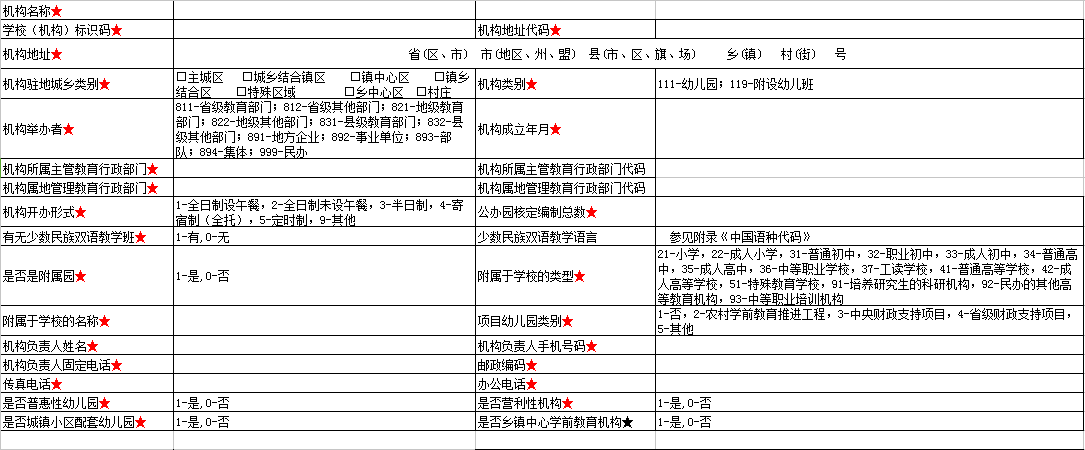 机构名称★
学校（机构）标识码★ 机构地址代码★
机构地址★ 省(区、市) 市(地区、州、盟) 县(市、区、旗、场) 乡(镇) 村(街) 号
机构驻地城乡类别★ 机构类别★ 111-幼儿园；119-附设幼儿班
□主城区 □城乡结合镇区 □镇中心区 □镇乡
结合区 □特殊区域 □乡中心区 □村庄
机构举办者★ 机构成立年月★
811-省级教育部门；812-省级其他部门；821-地级教育
部门；822-地级其他部门；831-县级教育部门；832-县
级其他部门；891-地方企业；892-事业单位；893-部
队；894-集体；999-民办
机构所属主管教育行政部门★ 机构所属主管教育行政部门代码
机构属地管理教育行政部门★ 机构属地管理教育行政部门代码
机构开办形式★ 公办园核定编制总数★
1-全日制设午餐，2-全日制未设午餐，3-半日制，4-寄
宿制（全托），5-定时制，9-其他
有无少数民族双语教学班★ 1-有,0-无 少数民族双语教学语言 参见附录《中国语种代码》
是否是附属园★ 1-是,0-否 附属于学校的类型★
21-小学，22-成人小学，31-普通初中，32-职业初中，33-成人初中，34-普通高
中，35-成人高中，36-中等职业学校，37-工读学校，41-普通高等学校，42-成
人高等学校，51-特殊教育学校，91-培养研究生的科研机构，92-民办的其他高
等教育机构，93-中等职业培训机构
附属于学校的名称★ 项目幼儿园类别★
1-否，2-农村学前教育推进工程，3-中央财政支持项目，4-省级财政支持项目，
5-其他
机构负责人姓名★ 机构负责人手机号码★
机构负责人固定电话★ 邮政编码★
传真电话★ 办公电话★
是否普惠性幼儿园★ 1-是,0-否 是否营利性机构★ 1-是,0-否
是否城镇小区配套幼儿园★ 1-是,0-否 是否乡镇中心学前教育机构★ 1-是,0-否